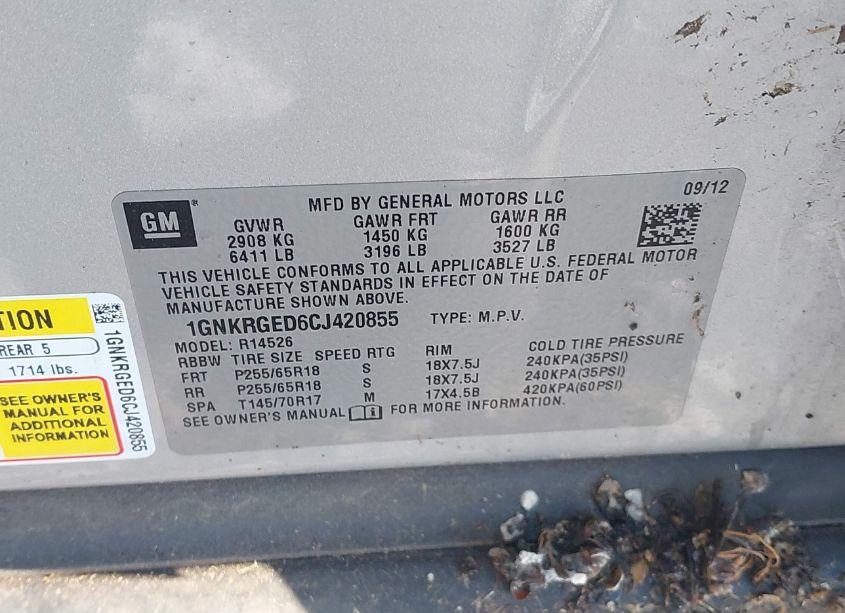 MFD BY GENERAL MOTORS LLC
09/12
GM
GVWR GAWR FRT GAWR RR
2908 KG 1450 KG 1600 KG
6411 LB 3196 LB 3527 LB
THIS VEHICLE CONFORMS TO ALL APPLICABLE U.S. FEDERAL MOTOR
VEHICLE SAFETY STANDARDS IN EFFECT ON THE DATE OF
MANUFACTURE SHOWN ABOVE.
1GNKRGED6CJ420855 TYPE: M.P.V.
MODEL: R14526
RBBW TIRE SIZE SPEED RTG RIM COLD TIRE PRESSURE
FRT P255/65R18 S 18X7.5J 240KPA(35PSI)
RR P255/65R18 S 18X7.5J 240KPA(35PSI)
SPA T145/70R17 M 17X4.5B 420KPA(60PSI)
SEE OWNER'S MANUAL i FOR MORE INFORMATION.
TION
REAR 5
1714 lbs.
SEE OWNER'S
MANUAL FOR
ADDITIONAL
INFORMATION
1GNKRGED6CJ420855